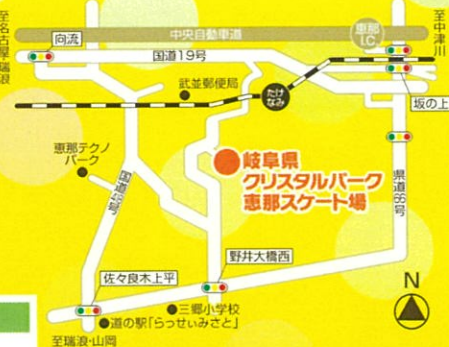 至名古屋・瑞浪
向流
中央自動車道
国道19号
恵那
I.C.
至中津川
武並郵便局
たけ
なみ
坂の上
恵那テクノ
パーク
国道418号
岐阜県
クリスタルパーク
恵那スケート場
県道66号
野井大橋西
佐々良木上平
三郷小学校
道の駅「らっせぃみさと」
至瑞浪・山岡
N